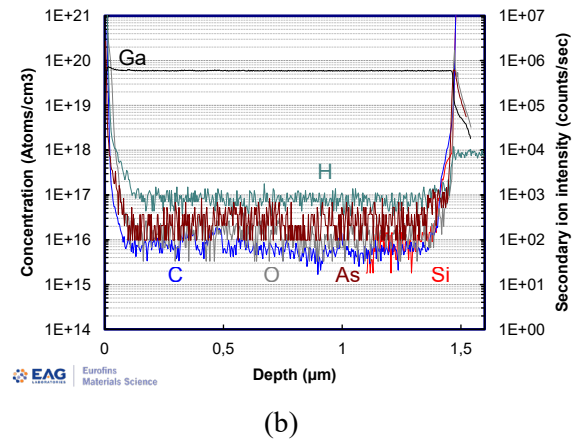 1E+21
1E+20
1E+19
1E+18
1E+17
1E+16
1E+15
1E+14
Concentration (Atoms/cm3)
1E+07
1E+06
1E+05
1E+04
1E+03
1E+02
1E+01
1E+00
Secondary ion intensity (counts/sec)
Ga
H
C
O
As
Si
0
0,5
1
1,5
Depth (µm)
EAG
LABORATORIES
Eurofins
Materials Science
(b)